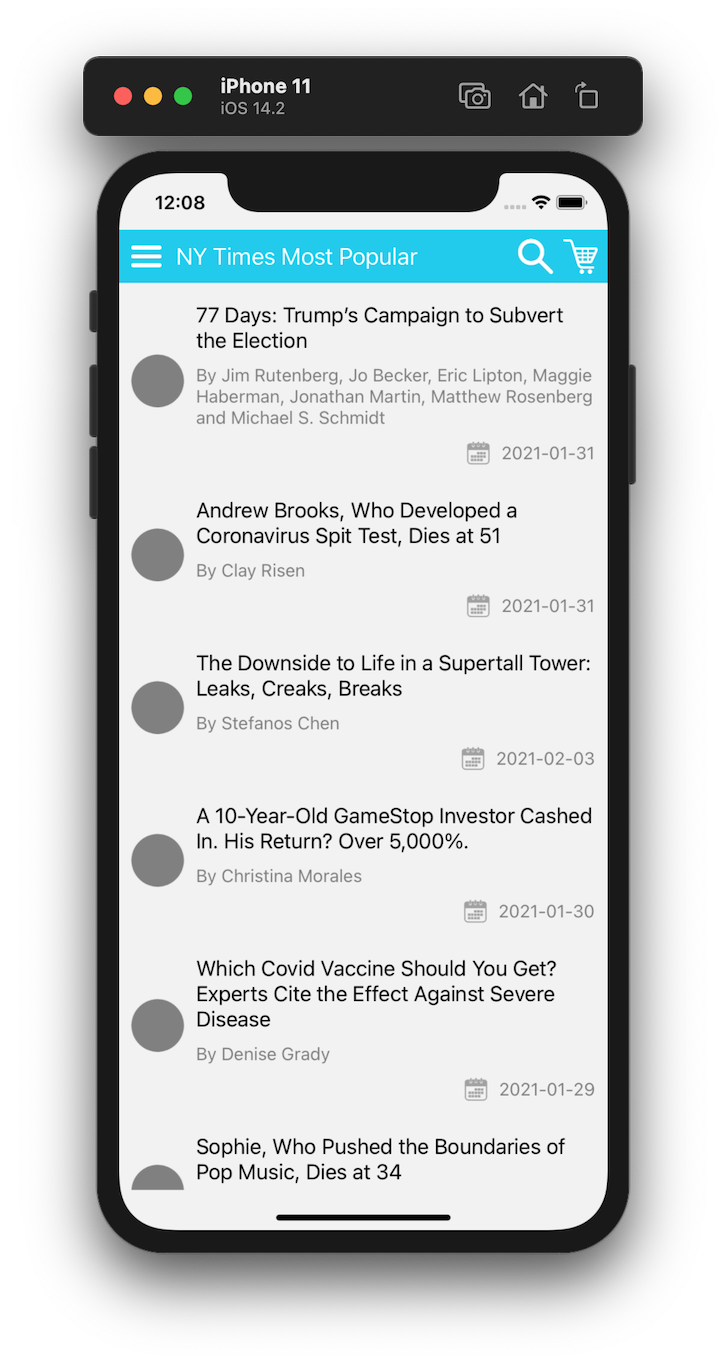 iPhone 11
iOS 14.2
12:08
NY Times Most Popular
77 Days: Trump’s Campaign to Subvert
the Election
By Jim Rutenberg, Jo Becker, Eric Lipton, Maggie
Haberman, Jonathan Martin, Matthew Rosenberg
and Michael S. Schmidt
2021-01-31
Andrew Brooks, Who Developed a
Coronavirus Spit Test, Dies at 51
By Clay Risen
2021-01-31
The Downside to Life in a Supertall Tower:
Leaks, Creaks, Breaks
By Stefanos Chen
2021-02-03
A 10-Year-Old GameStop Investor Cashed
In. His Return? Over 5,000%.
By Christina Morales
2021-01-30
Which Covid Vaccine Should You Get?
Experts Cite the Effect Against Severe
Disease
By Denise Grady
2021-01-29
Sophie, Who Pushed the Boundaries of
Pop Music, Dies at 34